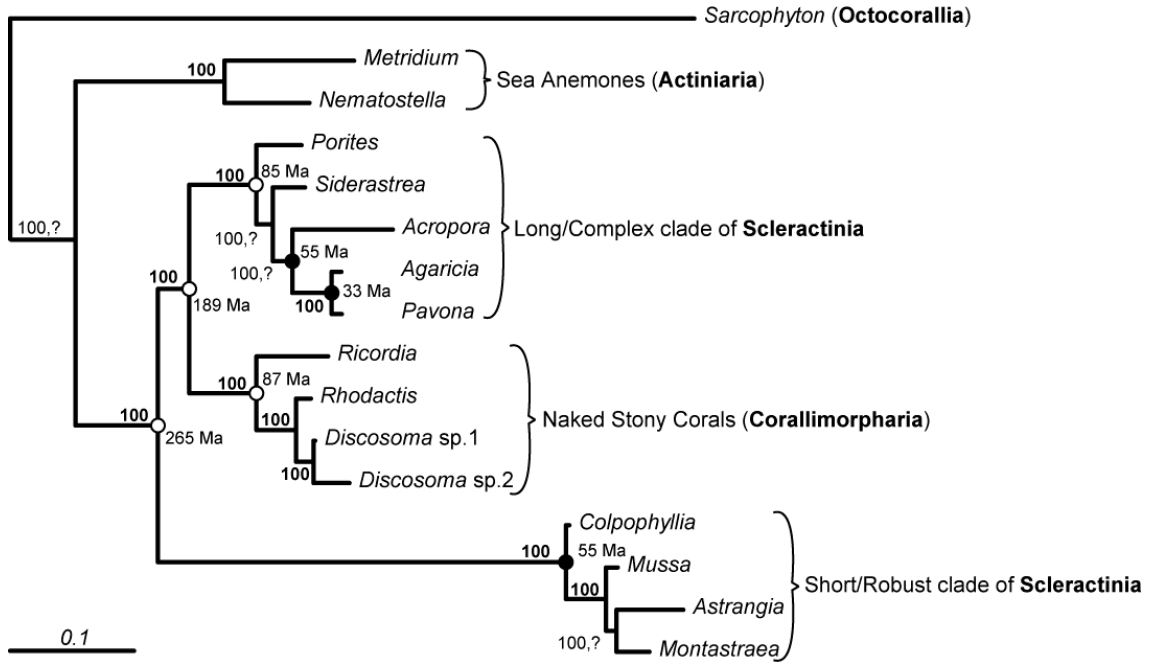 Sarcophyton (Octocorallia)
Metridium
100
Sea Anemones (Actiniaria)
Nematostella
Porites
100
85 Ma
Siderastrea
100,?
100,?
Acropora
Long/Complex clade of Scleractinia
55 Ma
100,?
Agaricia
100
33 Ma
Pavona
100
189 Ma
Ricordia
100
87 Ma
Rhodactis
100
Naked Stony Corals (Corallimorpharia)
100
265 Ma
Discosoma sp.1
100
Discosoma sp.2
Colpophyllia
100
55 Ma
Mussa
100
Short/Robust clade of Scleractinia
Astrangia
100,?
Montastraea
0.1